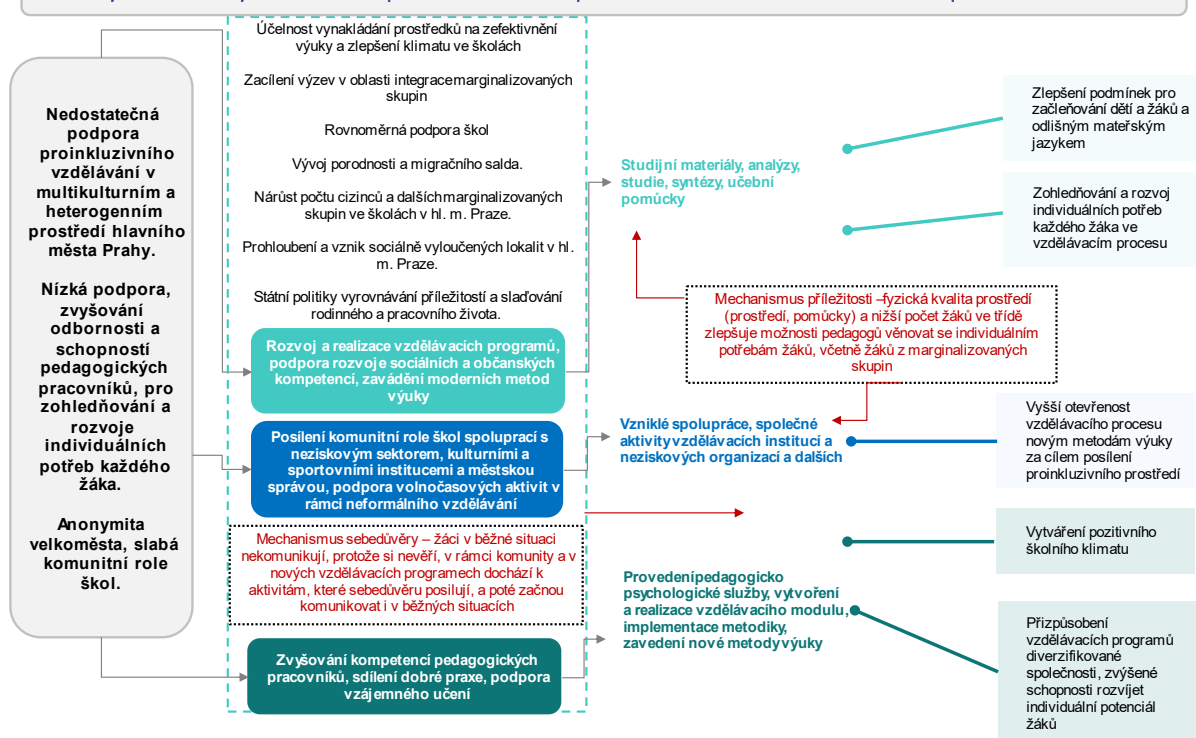 Nedostatečná
podpora
proinkluzivního
vzdělávání v
multikulturním a
heterogenním
prostředí hlavního
města Prahy.
Nízká podpora,
zvyšování
odbornosti a
schopností
pedagogických
pracovníků, pro
zohledňování a
rozvoje
individuálních
potřeb každého
žáka.
Anonymita
velkoměsta, slabá
komunitní role
škol.
Účelnost vynakládání prostředků na zefektivnění
výuky a zlepšení klimatu ve školách
Zacílení výzev v oblasti integracemarginalizovaných
skupin
Rovnoměrná podpora škol
Vývoj porodnosti a migračního salda.
Nárůst počtu cizinců a dalšíchmarginalizovaných
skupin ve školách v hl. m. Praze.
Prohloubení a vznik sociálně vyloučených lokalit v hl.
m. Praze.
Státní politiky vyrovnávání příležitostí a slaďování
rodinného a pracovního života.
Rozvoj a realizace vzdělávacích programů,
podpora rozvoje sociálních a občanských
kompetencí, zavádění moderních metod
výuky
Posílení komunitní role škol spoluprací s
neziskovým sektorem, kulturními a
sportovními institucemi a městskou
správou, podpora volnočasových aktivit v
rámci neformálního vzdělávání
Mechanismus sebedůvěry – žáci v běžné situaci
nekomunikují, protože si nevěří, v rámci komunity a v
nových vzdělávacích programech dochází k
aktivitám, které sebedůvěru posilují, a poté začnou
komunikovat i v běžných situacích
Zvyšování kompetencí pedagogických
pracovníků, sdílení dobré praxe, podpora
vzájemného učení
Studijní materiály, analýzy,
studie, syntézy, učební
pomůcky
Mechanismus příležitosti –fyzická kvalita prostředí
(prostředí, pomůcky) a nižší počet žáků ve třídě
zlepšuje možnosti pedagogů věnovat se individuálním
potřebám žáků, včetně žáků z marginalizovaných
skupin
Vzniklé spolupráce, společné
aktivity vzdělávacích institucí a
neziskových organizací a dalších
Provedenípedagogicko
psychologické služby, vytvoření
a realizace vzdělávacího modulu,
implementace metodiky,
zavedení nové metody výuky
Zlepšení podmínek pro
začleňování dětí a žáků a
odlišným mateřským
jazykem
Zohledňování a rozvoj
individuálních potřeb
každého žáka ve
vzdělávacím procesu
Vyšší otevřenost
vzdělávacího procesu
novým metodám výuky
za cílem posílení
proinkluzivního prostředí
Vytváření pozitivního
školního klimatu
Přizpůsobení
vzdělávacích programů
diverzifikované
společnosti, zvýšené
schopnosti rozvíjet
individuální potenciál
žáků